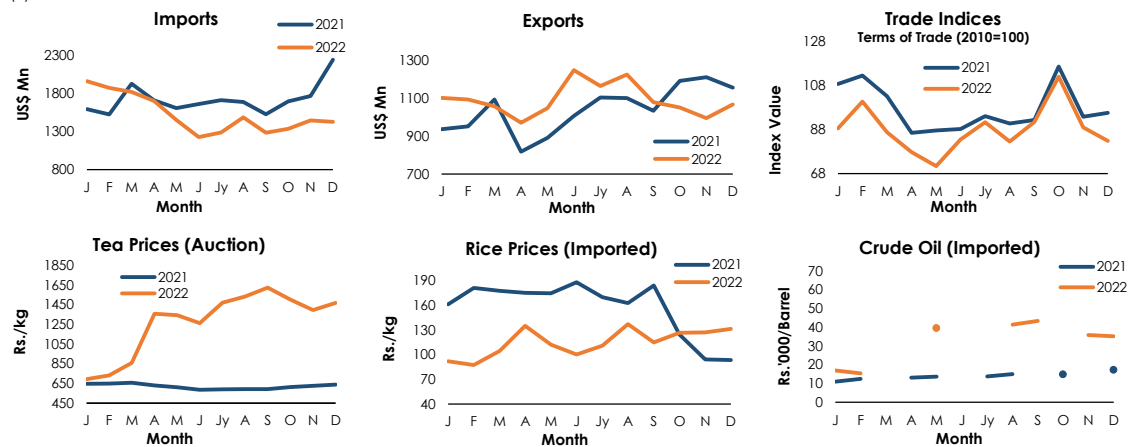 Imports
2021
2022
US$ Mn
2300
1800
1300
800
J F M A M J Jy A S O N D
Month
Exports
US$ Mn
1300
1100
900
700
2021
2022
J F M A M J Jy A S O N D
Month
Trade Indices
Terms of Trade (2010=100)
2021
2022
Index Value
128
108
88
68
J F M A M J Jy A S O N D
Month
Tea Prices (Auction)
2021
2022
Rs./kg
1850
1650
1450
1250
1050
850
650
450
J F M A M J Jy A S O N D
Month
Rice Prices (Imported)
2021
2022
Rs./kg
190
160
130
100
70
40
J F M A M J Jy A S O N D
Month
Crude Oil (Imported)
2021
2022
Rs.'000/Barrel
70
60
50
40
30
20
10
0
J F M A M J Jy A S O N D
Month